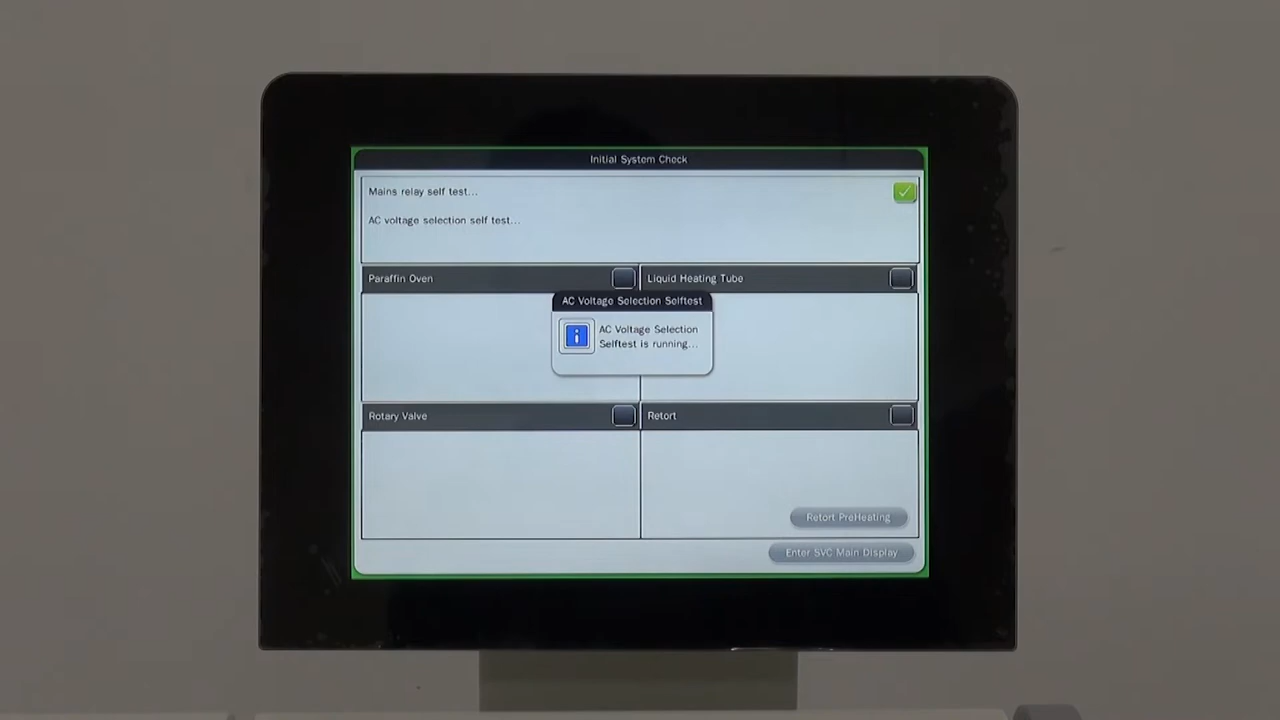 Initial System Check
Mains relay self test...
AC voltage selection self test...
Paraffin Oven
Liquid Heating Tube
AC Voltage Selection Selftest
AC Voltage Selection
Selftest is running...
Rotary Valve
Retort
Retort PreHeating
Enter SVC Main Display